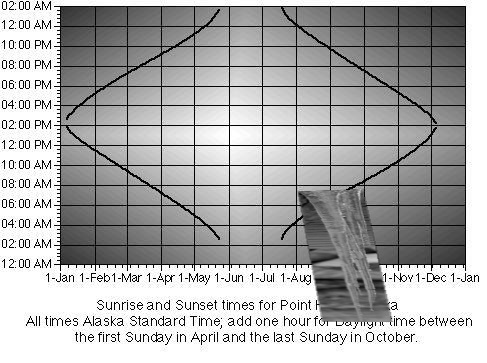 02:00 AM
12:00 AM
10:00 PM
08:00 PM
06:00 PM
04:00 PM
02:00 PM
12:00 PM
10:00 AM
08:00 AM
06:00 AM
04:00 AM
02:00 AM
12:00 AM
1-Jan 1-Feb 1-Mar 1-Apr 1-May 1-Jun 1-Jul 1-Aug 1-Nov 1-Dec 1-Jan
Sunrise and Sunset times for Point
All times Alaska Standard Time; add one hour for Daylight time between
the first Sunday in April and the last Sunday in October.